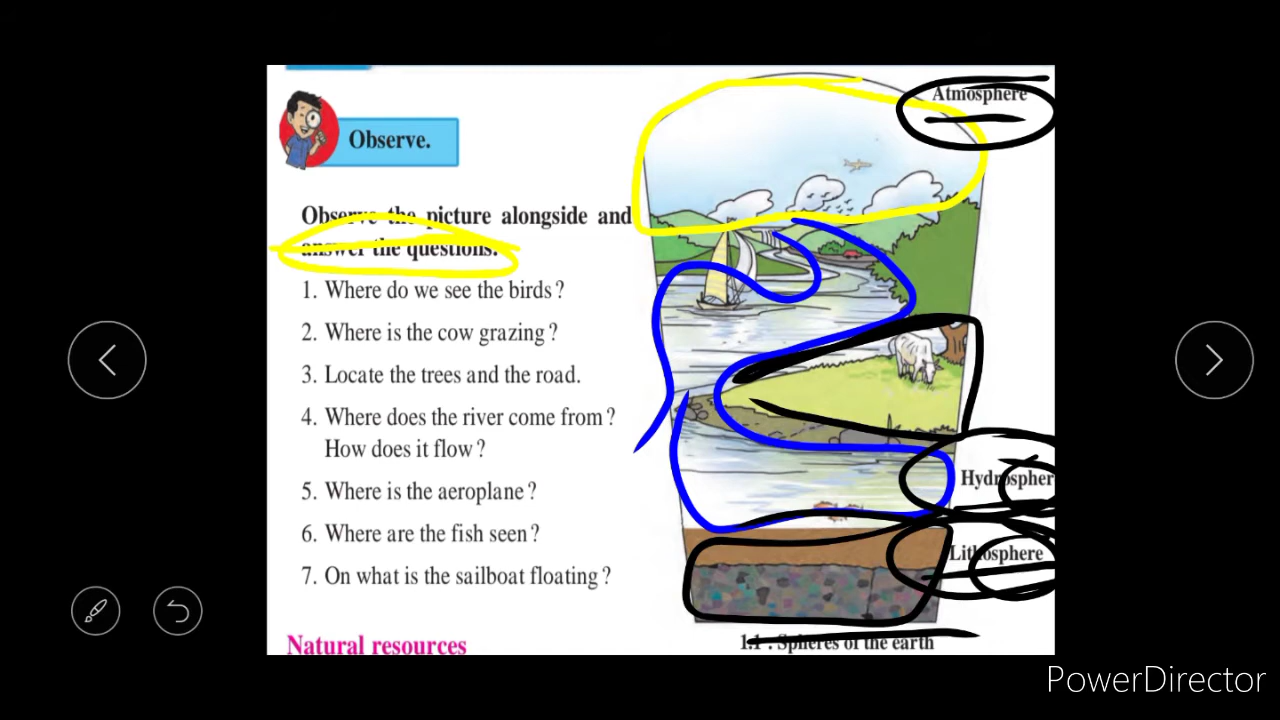 Atmosphere
Observe.
Observe the picture alongside and
answer the questions.
1. Where do we see the birds?
2. Where is the cow grazing?
3. Locate the trees and the road.
4. Where does the river come from?
How does it flow?
5. Where is the aeroplane?
6. Where are the fish seen?
7. On what is the sailboat floating?
Hydrospher
Lithosphere
1.1 : Spheres of the earth
Natural resources
PowerDirector